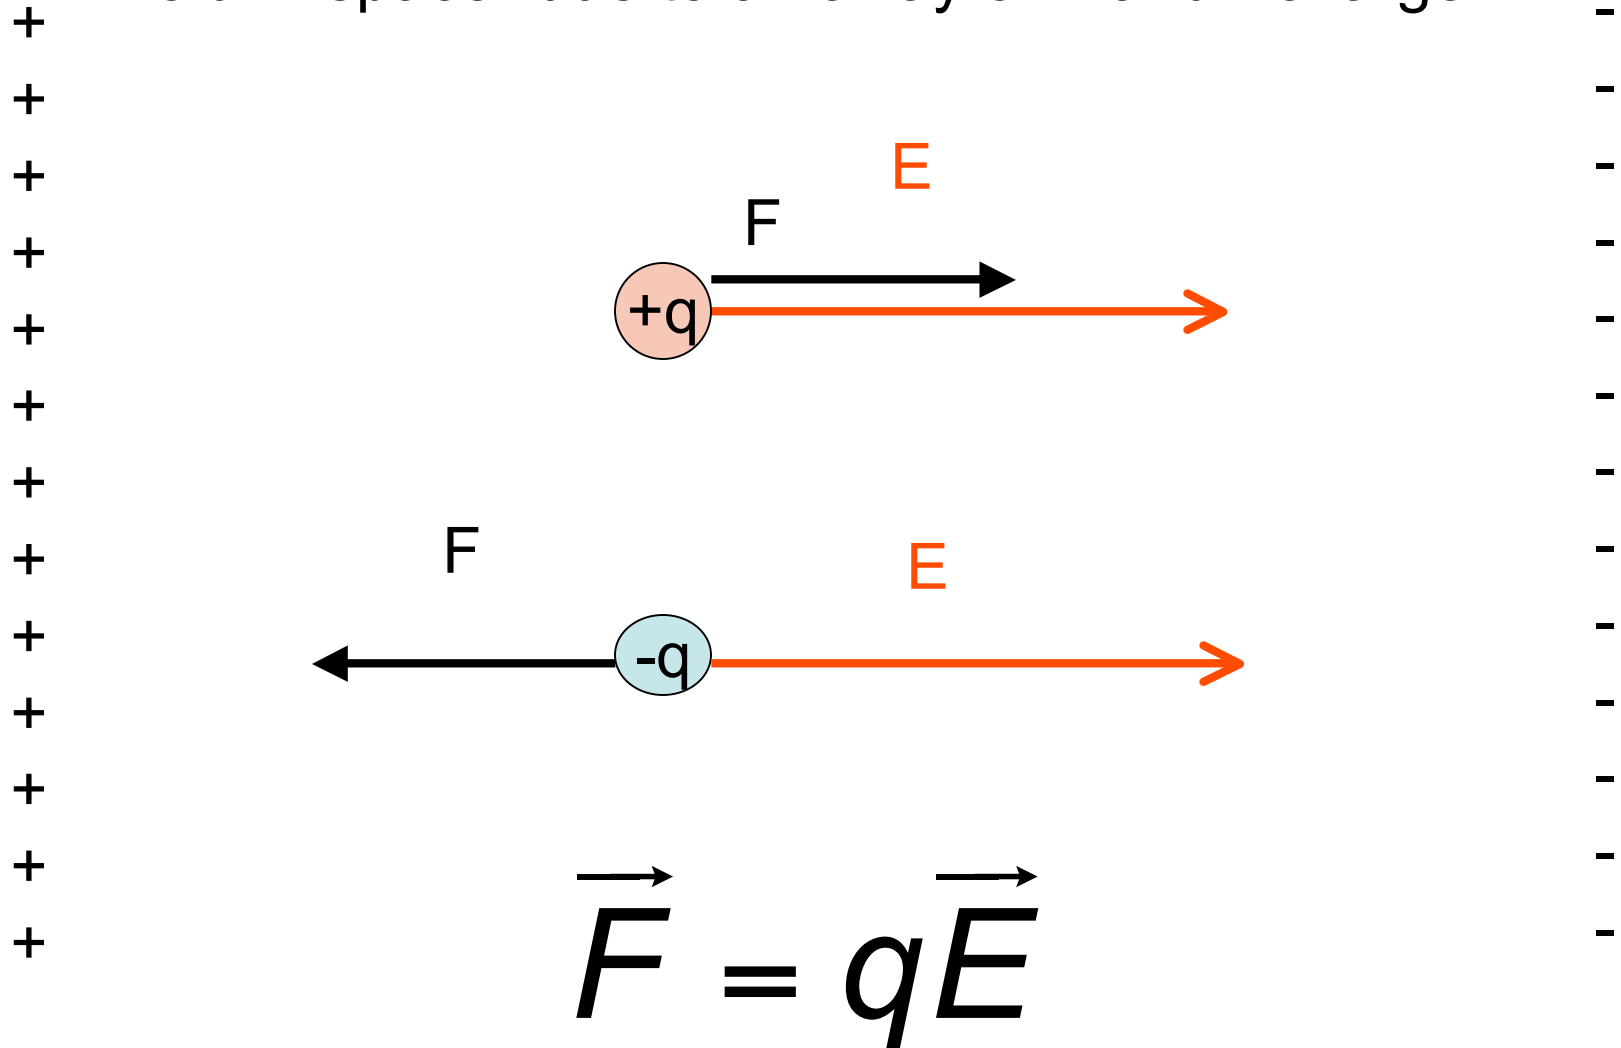 + -
+ -
+ E -
+ F -
+q
+ -
+ -
+ -
+ F E -
+ -q -
+ -
+ -
+ -
+ -
F = qE